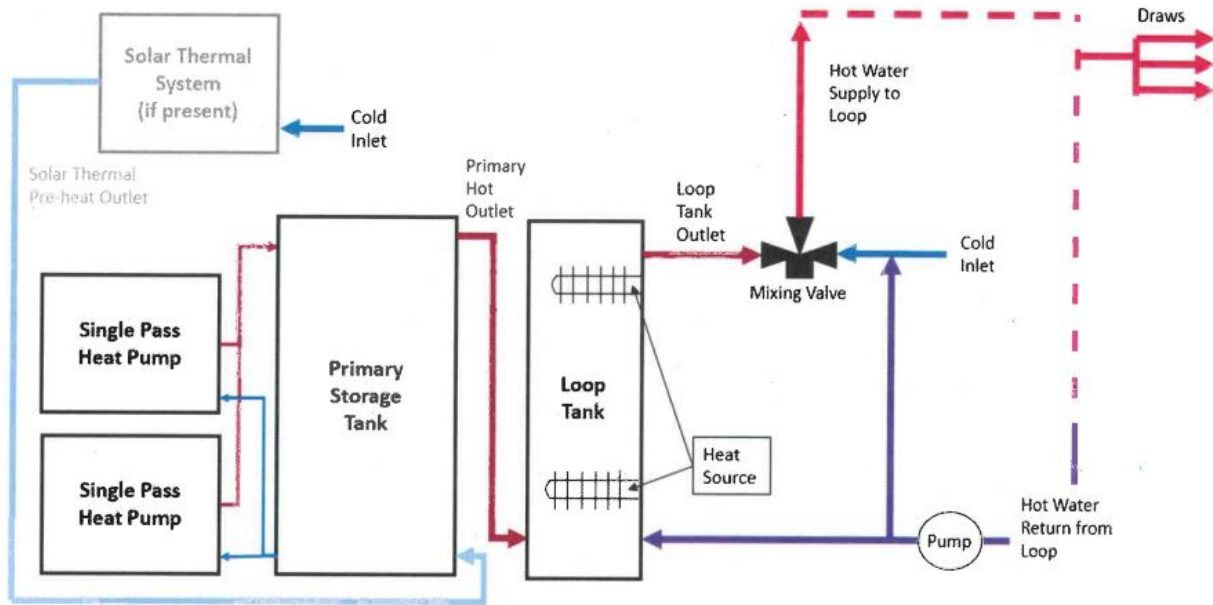 Solar Thermal
System
(if present)
Cold
Inlet
Solar Thermal
Pre-heat Outlet
Single Pass
Heat Pump
Single Pass
Heat Pump
Primary
Storage
Tank
Primary
Hot
Outlet
Loop
Tank
Heat
Source
Loop
Tank
Outlet
Mixing Valve
Hot Water
Supply to
Loop
Cold
Inlet
Draws
Pump
Hot Water
Return from
Loop